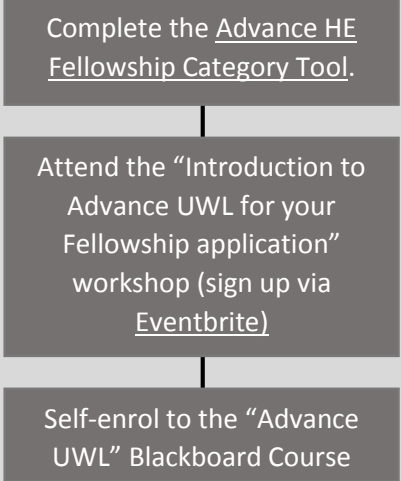 Complete the Advance HE
Fellowship Category Tool.
Attend the “Introduction to
Advance UWL for your
Fellowship application”
workshop (sign up via
Eventbrite)
Self-enrol to the “Advance
UWL” Blackboard Course